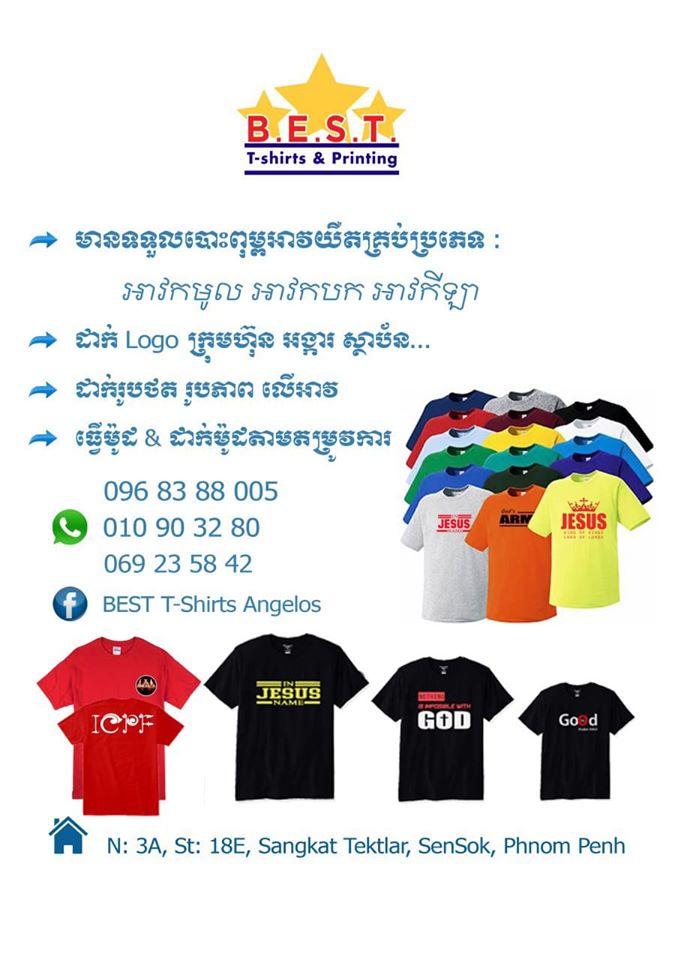 B.E.S.T.
T-shirts & Printing
មានទទួលបោះពុម្ពអាវយឺតគ្រប់ប្រភេទ :
អាវកមូល អាវកបក អាវកីឡា
ដាក់ Logo ក្រុមហ៊ុន អង្ការ ស្ថាប័ន...
ដាក់រូបថត រូបភាព លើអាវ
ធ្វើម៉ូដ & ដាក់ម៉ូដតាមតម្រូវការ
096 83 88 005
010 90 32 80
069 23 58 42
BEST T-Shirts Angelos
IN
JESUS
NAME
God's
ARM
JESUS
KING OF KINGS
LORD OF LORDS
ICPF
IN
JESUS
NAME
NOTHING
IS IMPOSIBLE WITH
GOD
Good
N: 3A, St: 18E, Sangkat Tektlar, SenSok, Phnom Penh